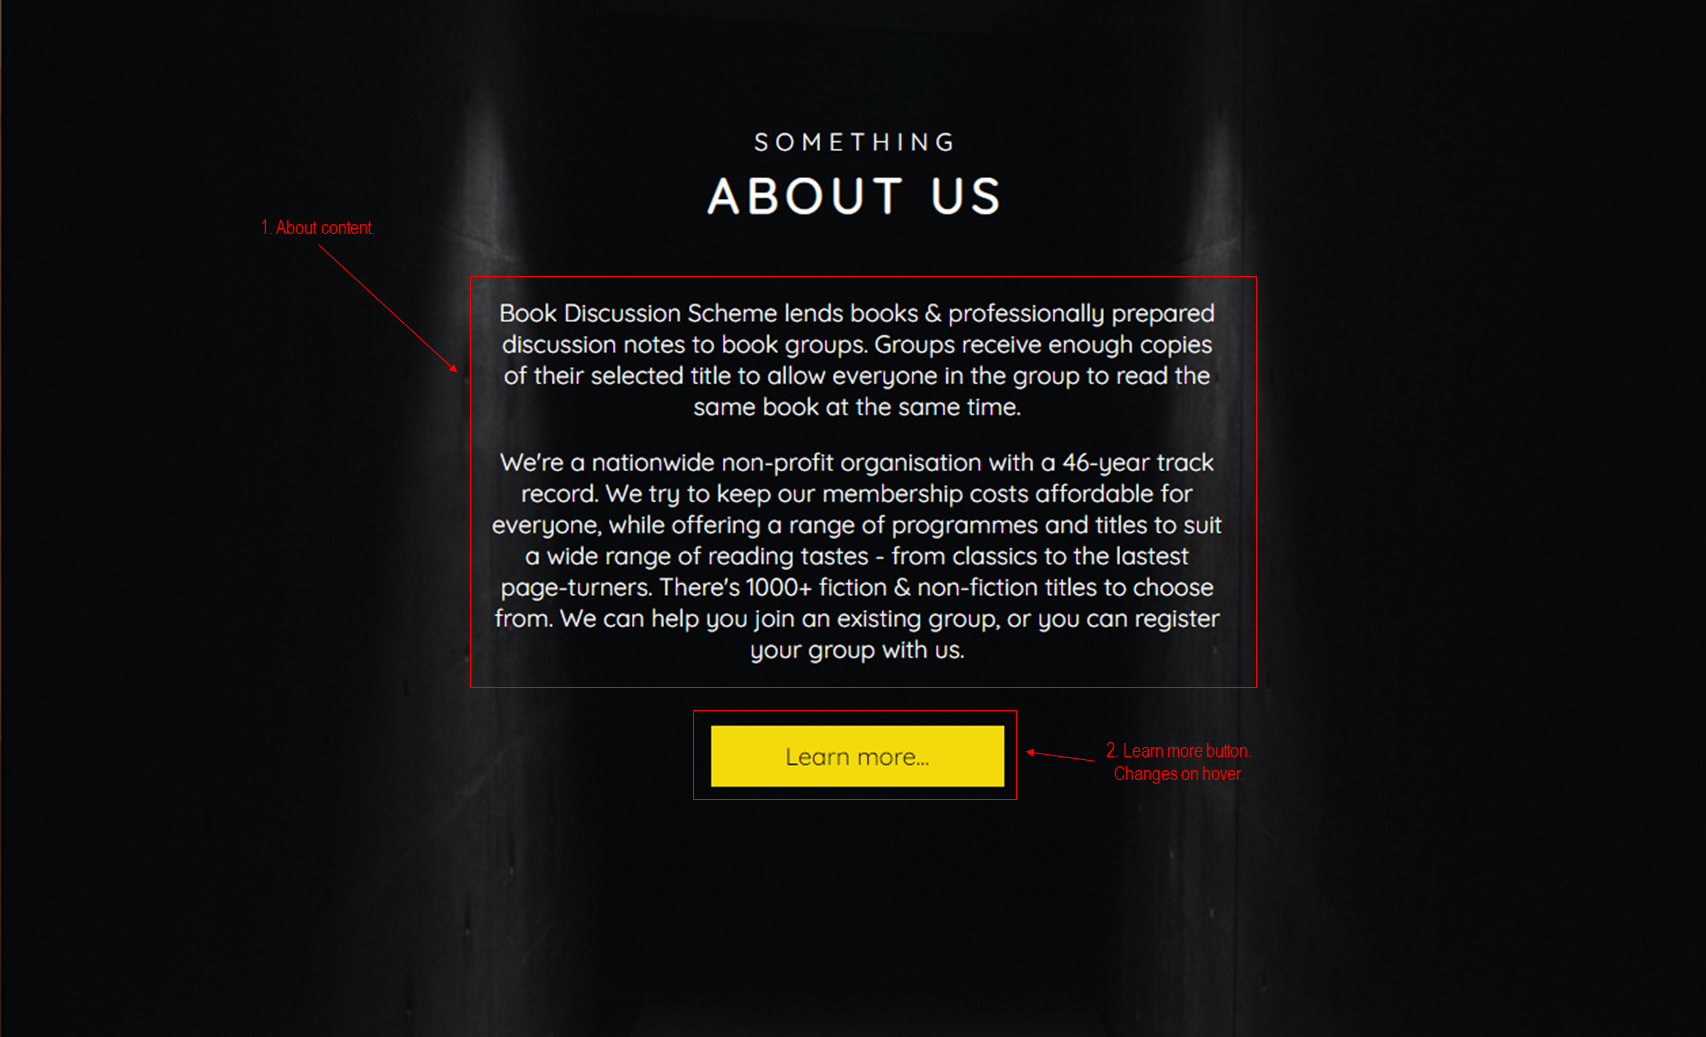 SOMETHING
ABOUT US
1. About content.
Book Discussion Scheme lends books & professionally prepared
discussion notes to book groups. Groups receive enough copies
of their selected title to allow everyone in the group to read the
same book at the same time.
We're a nationwide non-profit organisation with a 46-year track
record. We try to keep our membership costs affordable for
everyone, while offering a range of programmes and titles to suit
a wide range of reading tastes - from classics to the lastest
page-turners. There's 1000+ fiction & non-fiction titles to choose
from. We can help you join an existing group, or you can register
your group with us.
Learn more...
2. Learn more button.
Changes on hover.